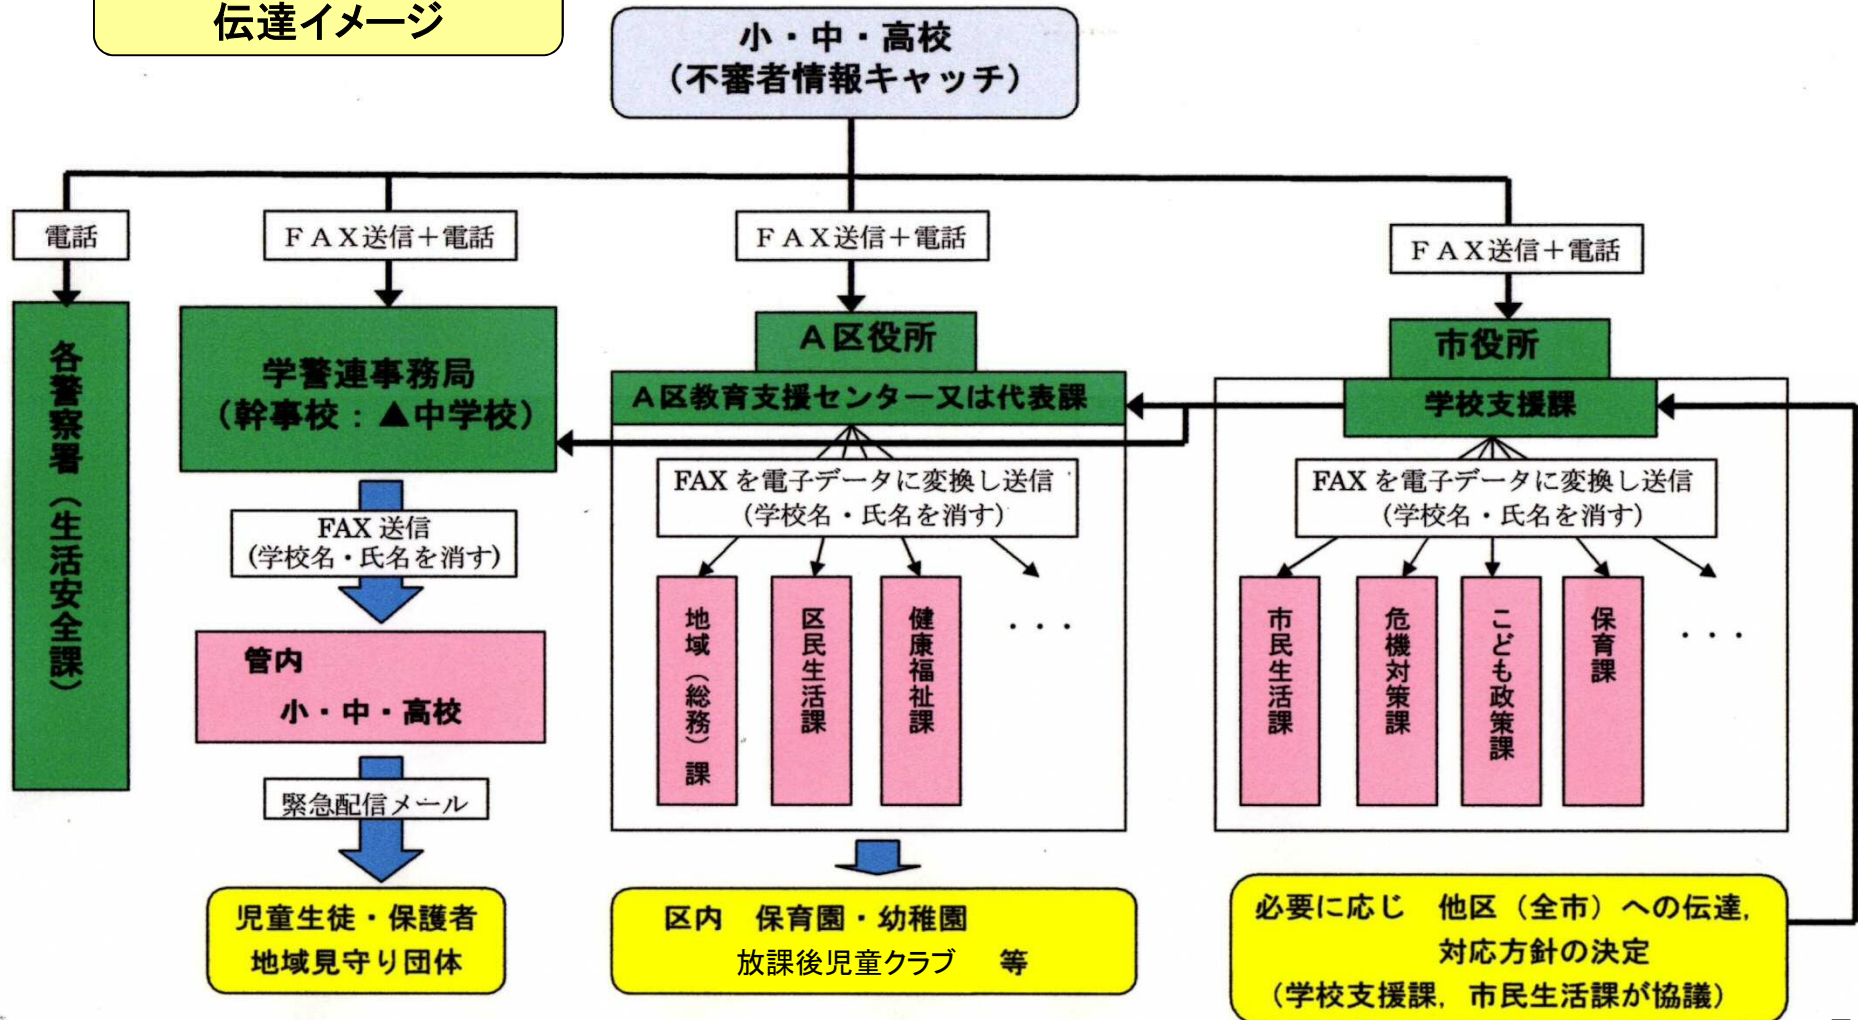 伝達イメージ
小・中・高校
（不審者情報キャッチ）
電話
ＦＡＸ送信＋電話
ＦＡＸ送信＋電話
ＦＡＸ送信＋電話
各警察署（生活安全課）
学警連事務局
（幹事校：▲中学校）
Ａ区役所
Ａ区教育支援センター又は代表課
市役所
学校支援課
FAX 送信
(学校名・氏名を消す)
FAXを電子データに変換し送信
（学校名・氏名を消す）
FAXを電子データに変換し送信
（学校名・氏名を消す）
管内
小・中・高校
地域（総務）課
区民生活課
健康福祉課
・・・
市民生活課
危機対策課
こども政策課
保育課
・・・
緊急配信メール
児童生徒・保護者
地域見守り団体
区内　保育園・幼稚園
放課後児童クラブ　等
必要に応じ　他区（全市）への伝達，
対応方針の決定
（学校支援課，市民生活課が協議）